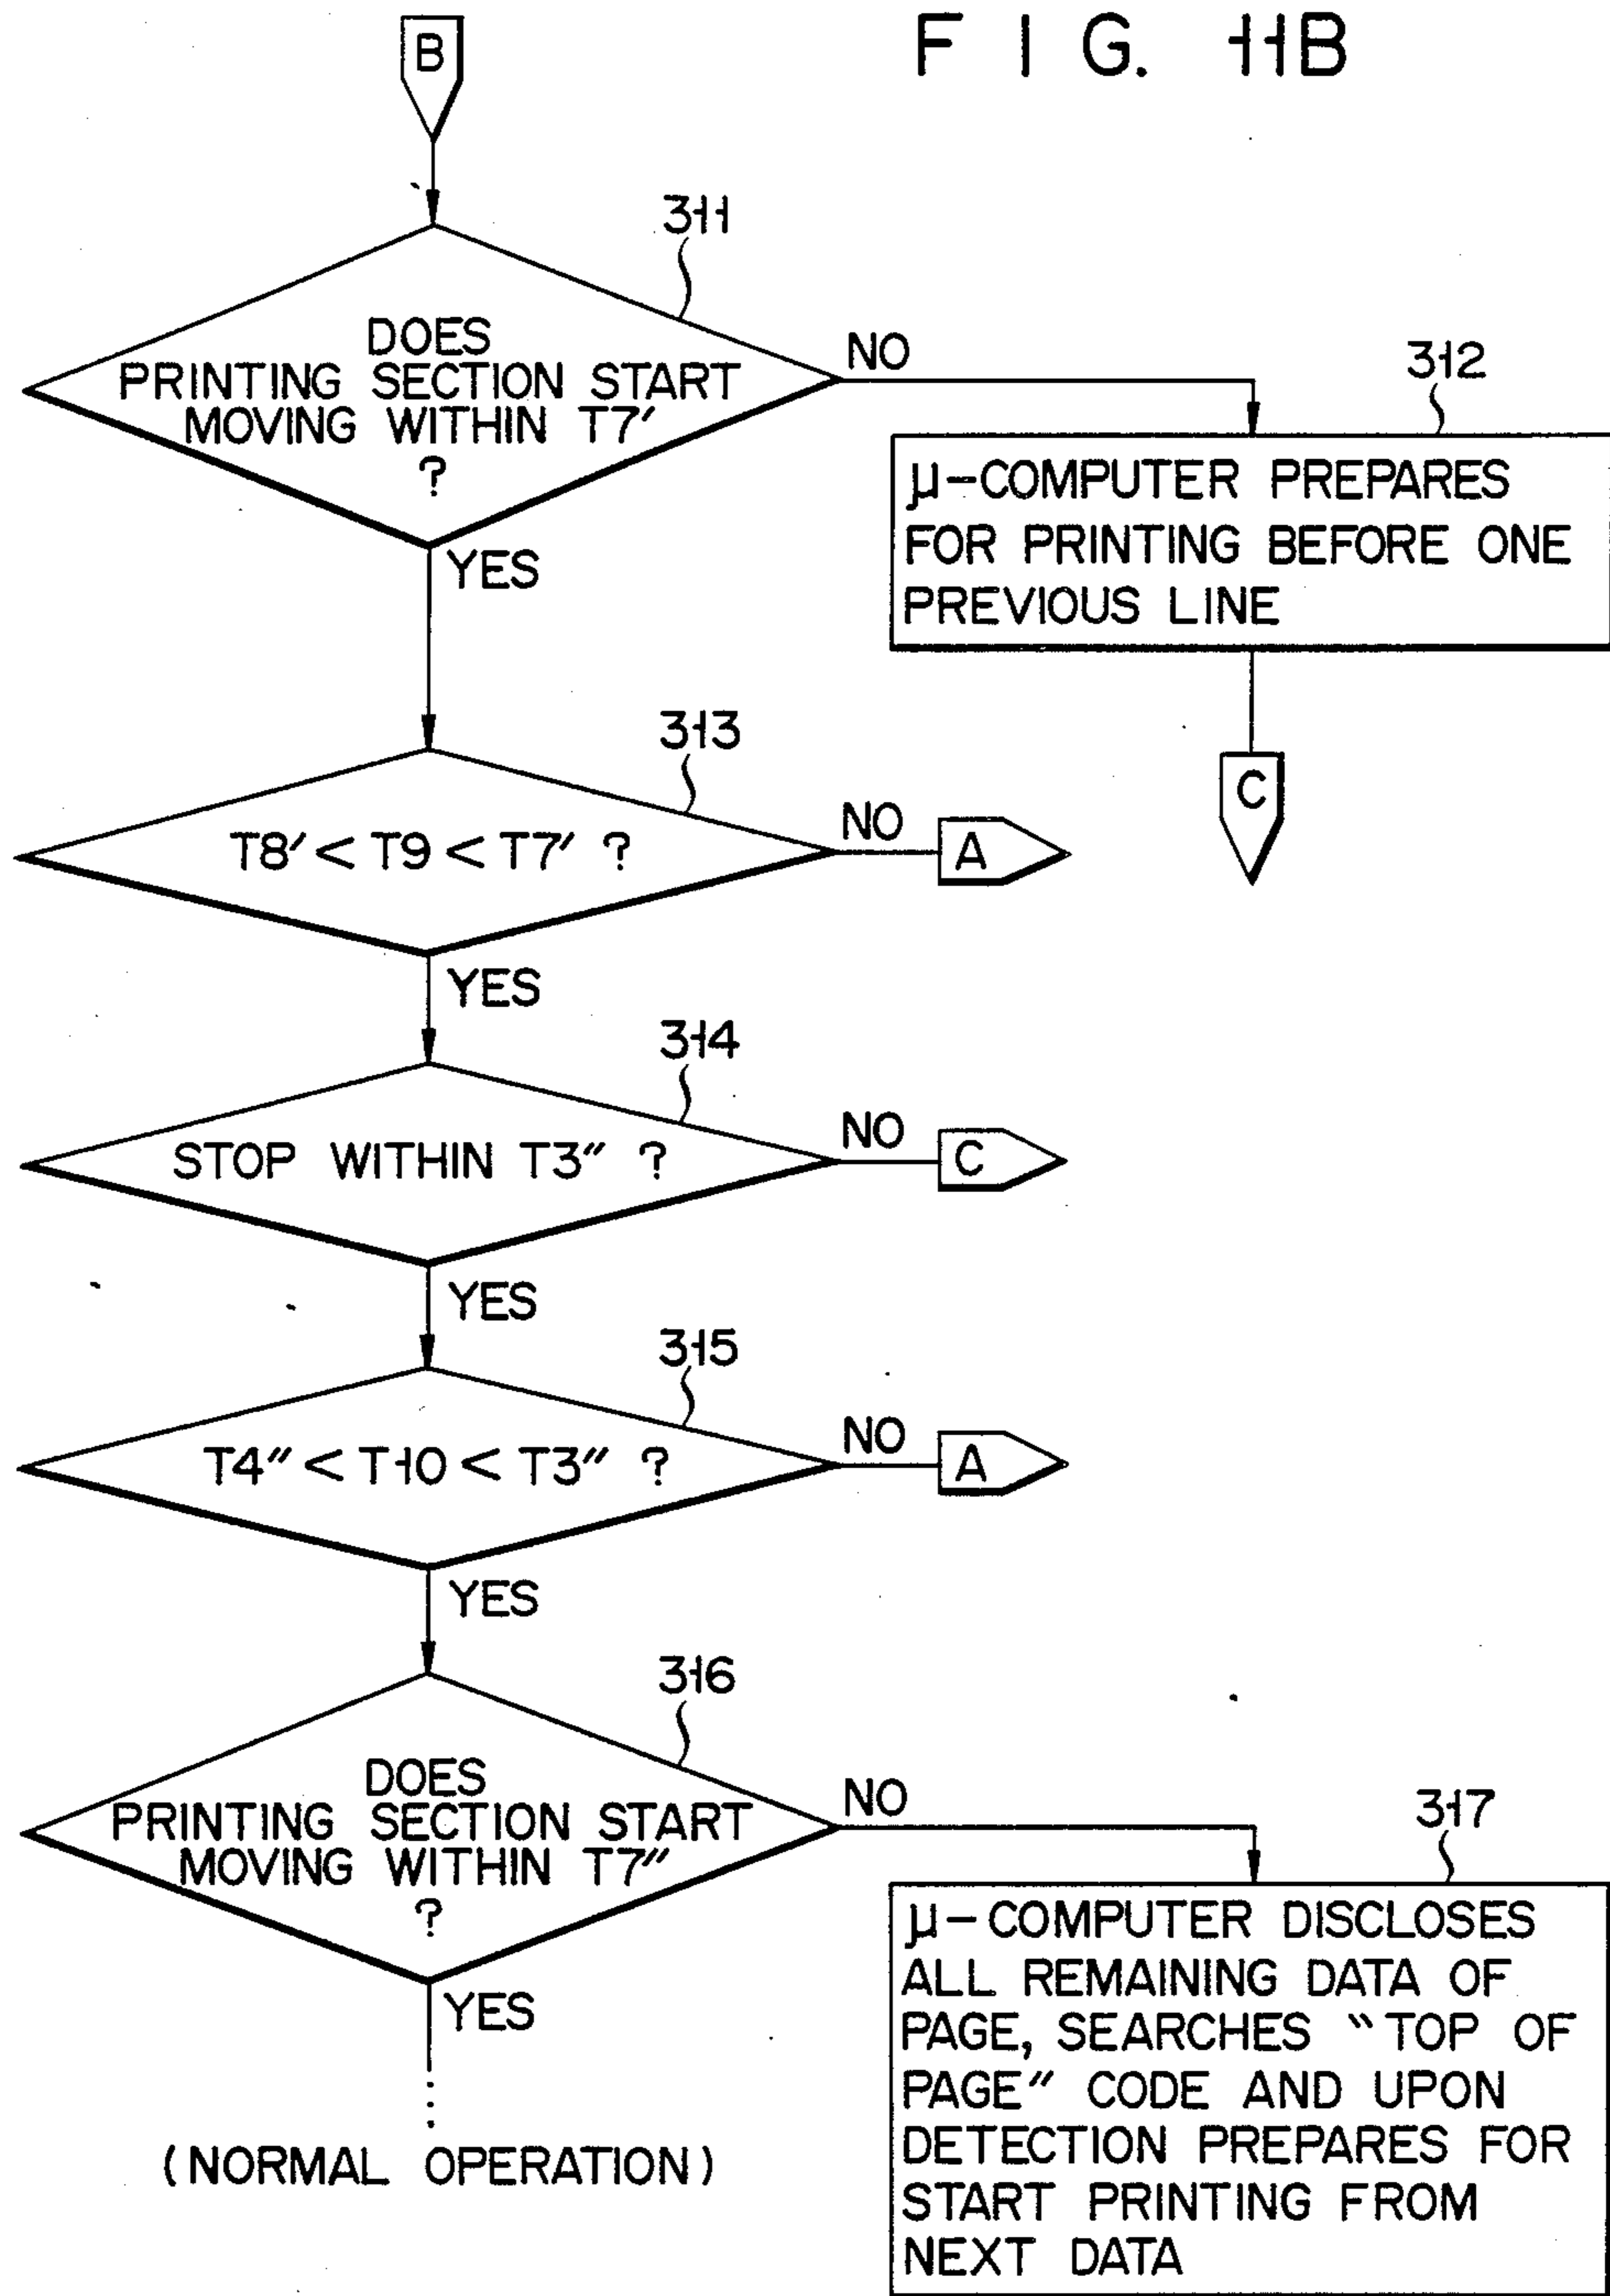 FIG. 11B
B
311
DOES
PRINTING SECTION START
MOVING WITHIN T7′
?
NO
YES
312
μ-COMPUTER PREPARES
FOR PRINTING BEFORE ONE
PREVIOUS LINE
C
313
T8′ < T9 < T7′ ?
NO
A
YES
314
STOP WITHIN T3″ ?
NO
C
YES
315
T4″ < T10 < T3″ ?
NO
A
YES
316
DOES
PRINTING SECTION START
MOVING WITHIN T7″
?
NO
YES
(NORMAL OPERATION)
317
μ-COMPUTER DISCLOSES
ALL REMAINING DATA OF
PAGE, SEARCHES "TOP OF
PAGE" CODE AND UPON
DETECTION PREPARES FOR
START PRINTING FROM
NEXT DATA